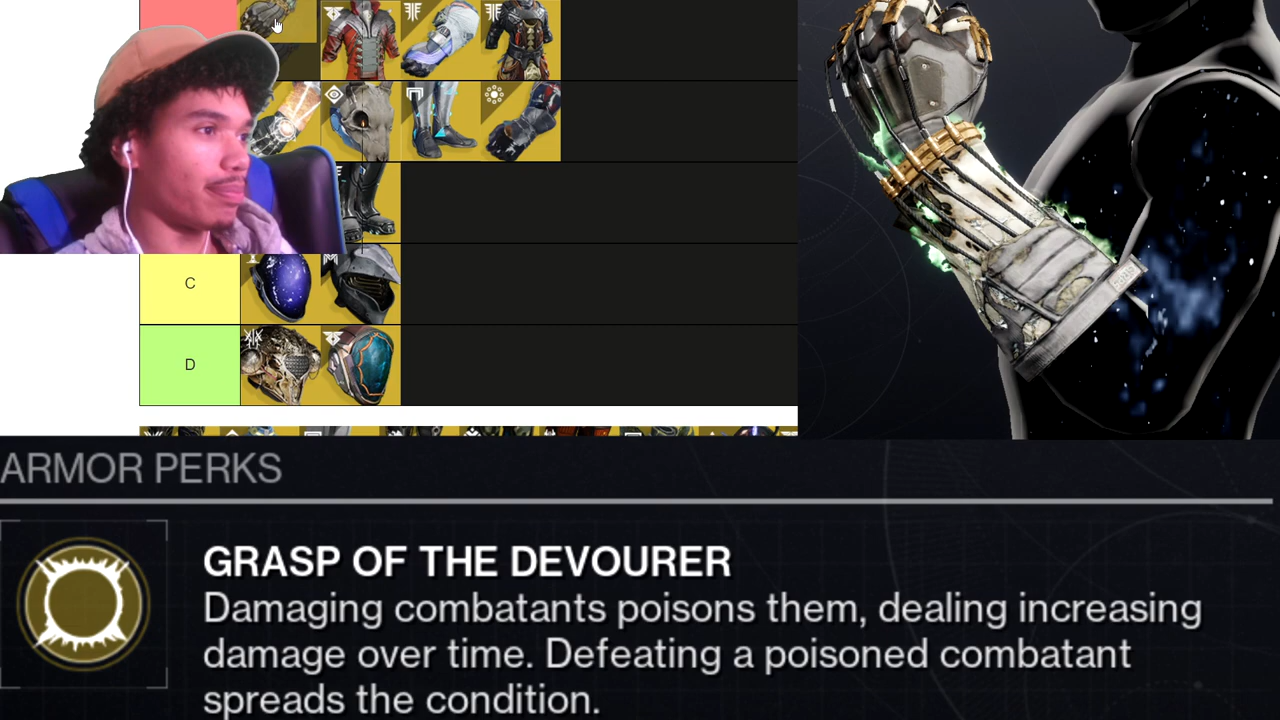 C
D
ARMOR PERKS
GRASP OF THE DEVOURER
Damaging combatants poisons them, dealing increasing
damage over time. Defeating a poisoned combatant
spreads the condition.